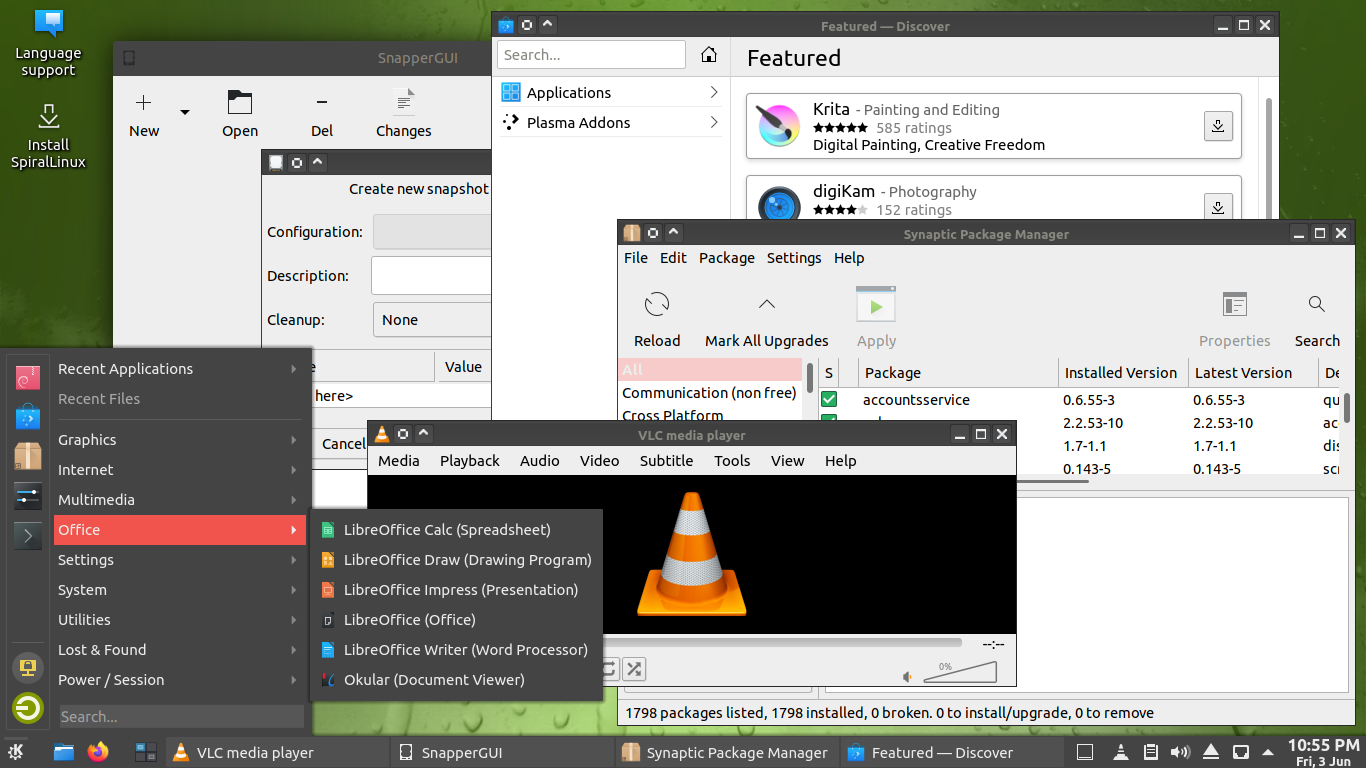 Language
support
Install
SpiralLinux
SnapperGUI
New
Open
Del
Changes
Create new snapshot
Configuration:
Description:
Cleanup:
None
Value
here>
Cancel
Featured — Discover
Search...
Featured
Applications
Plasma Addons
Krita - Painting and Editing
585 ratings
Digital Painting, Creative Freedom
digiKam - Photography
152 ratings
Synaptic Package Manager
File Edit Package Settings Help
Reload
Mark All Upgrades
Apply
Properties
Search
All
Communication (non free)
Cross Platform
S Package Installed Version Latest Version
accountsservice 0.6.55-3 0.6.55-3
2.2.53-10 2.2.53-10
1.7-1.1 1.7-1.1
0.143-5 0.143-5
1798 packages listed, 1798 installed, 0 broken. 0 to install/upgrade, 0 to remove
VLC media player
Media Playback Audio Video Subtitle Tools View Help
--:--
0%
Recent Applications
Recent Files
Graphics
Internet
Multimedia
Office
Settings
System
Utilities
Lost & Found
Power / Session
Search...
LibreOffice Calc (Spreadsheet)
LibreOffice Draw (Drawing Program)
LibreOffice Impress (Presentation)
LibreOffice (Office)
LibreOffice Writer (Word Processor)
Okular (Document Viewer)
VLC media player
SnapperGUI
Synaptic Package Manager
Featured — Discover
10:55 PM
Fri, 3 Jun